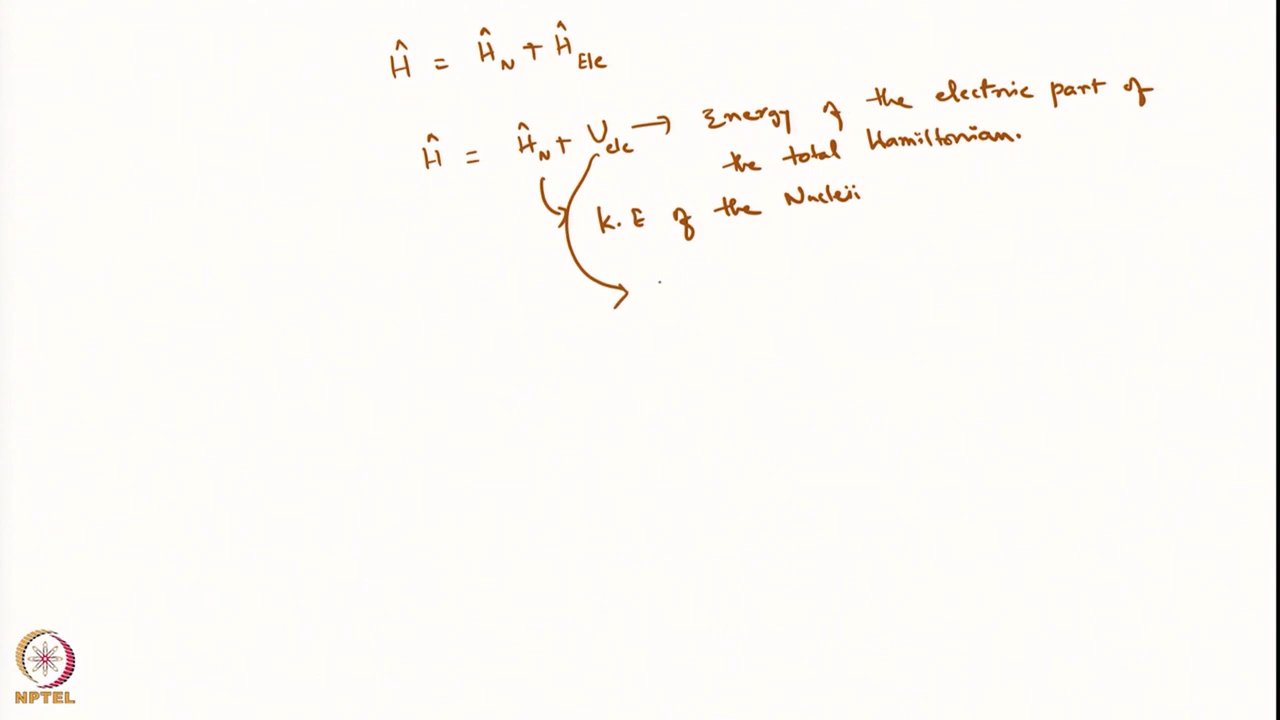 Ĥ = Ĥ_N + Ĥ_Ele
Ĥ = Ĥ_N + U_ele → Energy of the electric part of
the total Hamiltonian.
K.E of the Nucleii
NPTEL